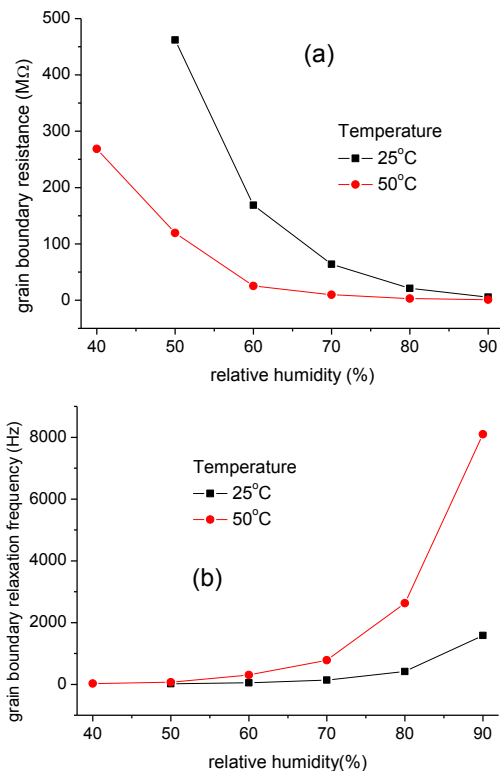 500
400
300
200
100
0
grain boundary resistance (MΩ)
(a)
Temperature
25°C
50°C
40 50 60 70 80 90
relative humidity (%)
8000
6000
4000
2000
0
grain boundary relaxation frequency (Hz)
Temperature
25°C
50°C
(b)
40 50 60 70 80 90
relative humidity(%)